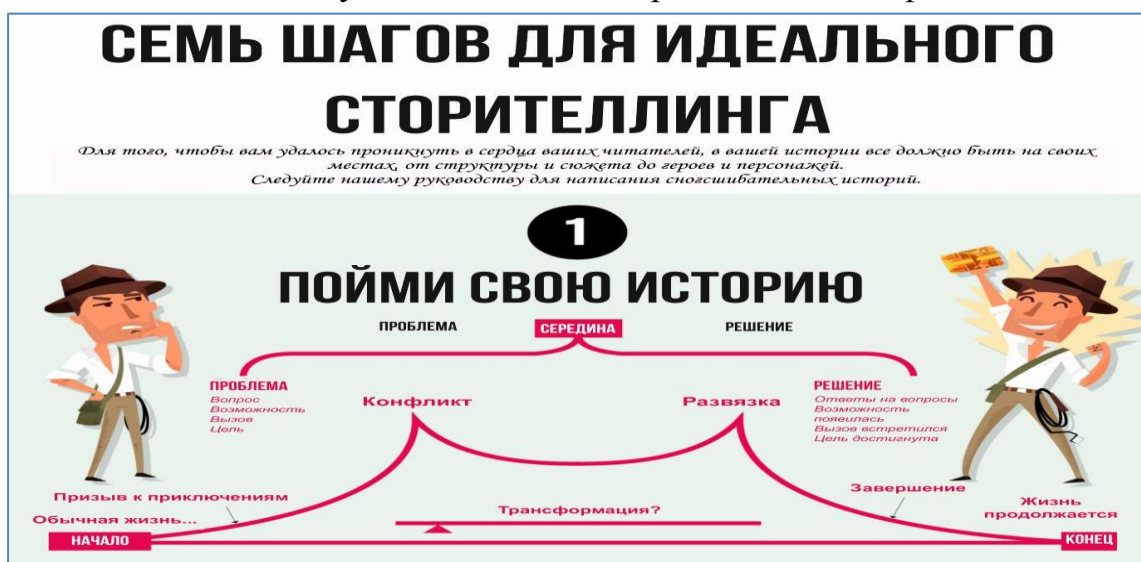 СЕМЬ ШАГОВ ДЛЯ ИДЕАЛЬНОГО
СТОРИТЕЛЛИНГА
Для того, чтобы вам удалось проникнуть в сердца ваших читателей, в вашей истории все должно быть на своих
местах, от структуры и сюжета до героев и персонажей.
Следуйте нашему руководству для написания сногсшибательных историй.
1
ПОЙМИ СВОЮ ИСТОРИЮ
ПРОБЛЕМА
СЕРЕДИНА
РЕШЕНИЕ
ПРОБЛЕМА
Вопрос
Возможность
Вызов
Цель
РЕШЕНИЕ
Ответы на вопросы
Возможность
появилась
Вызов встретился
Цель достигнута
Конфликт
Развязка
Призыв к приключениям
Обычная жизнь...
НАЧАЛО
Трансформация?
Завершение
Жизнь
продолжается
КОНЕЦ